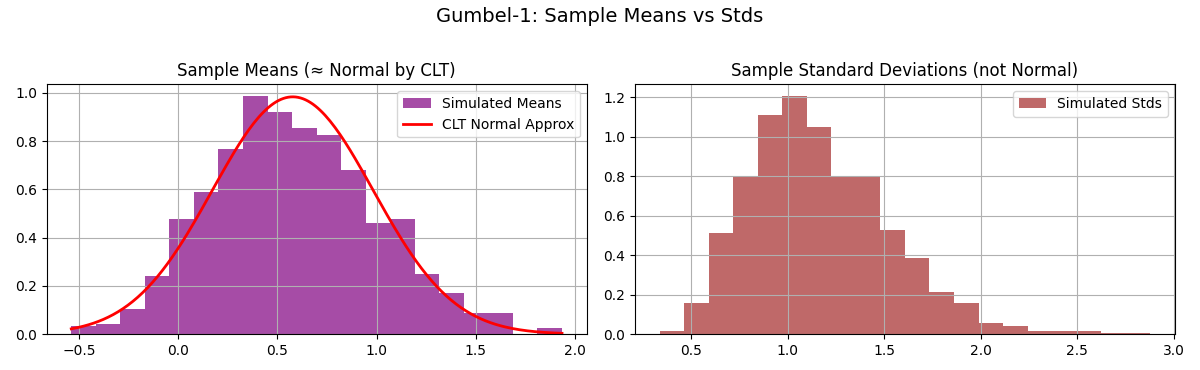 Gumbel-1: Sample Means vs Stds
Sample Means (≈ Normal by CLT)
Simulated Means
CLT Normal Approx
1.0
0.8
0.6
0.4
0.2
0.0
−0.5 0.0 0.5 1.0 1.5 2.0
Sample Standard Deviations (not Normal)
Simulated Stds
1.2
1.0
0.8
0.6
0.4
0.2
0.0
0.5 1.0 1.5 2.0 2.5 3.0